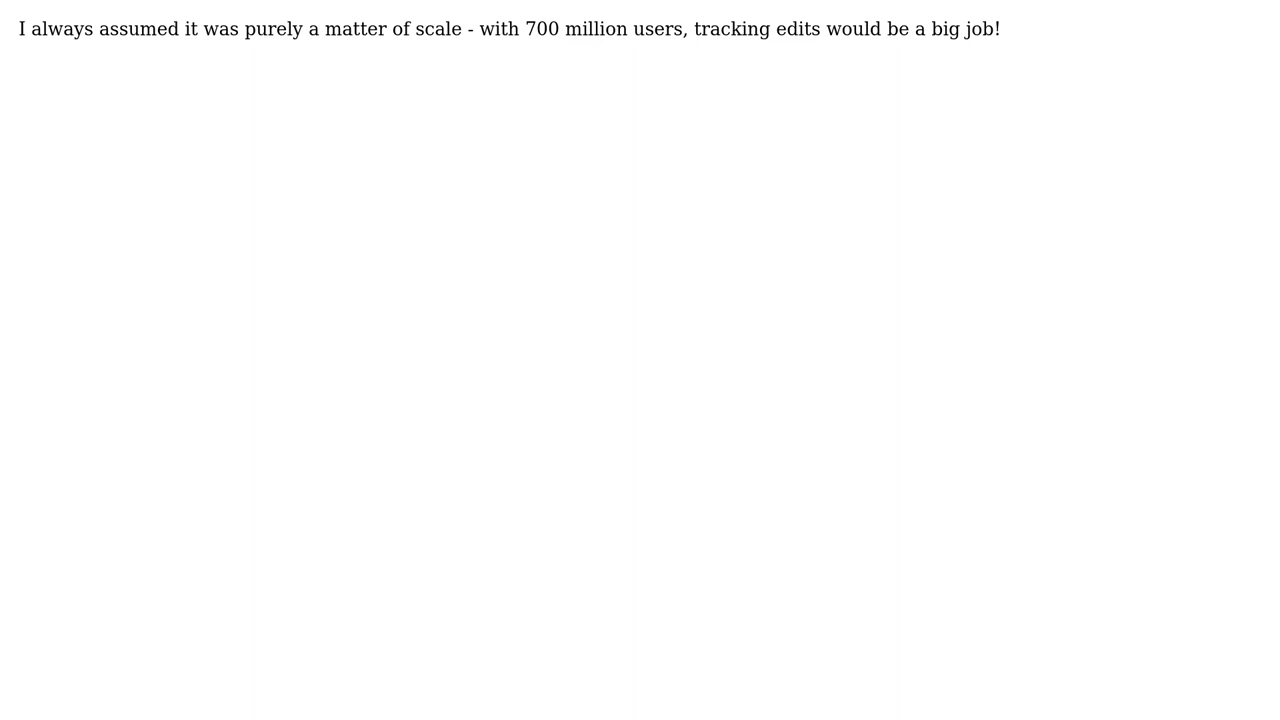 I always assumed it was purely a matter of scale - with 700 million users, tracking edits would be a big job!